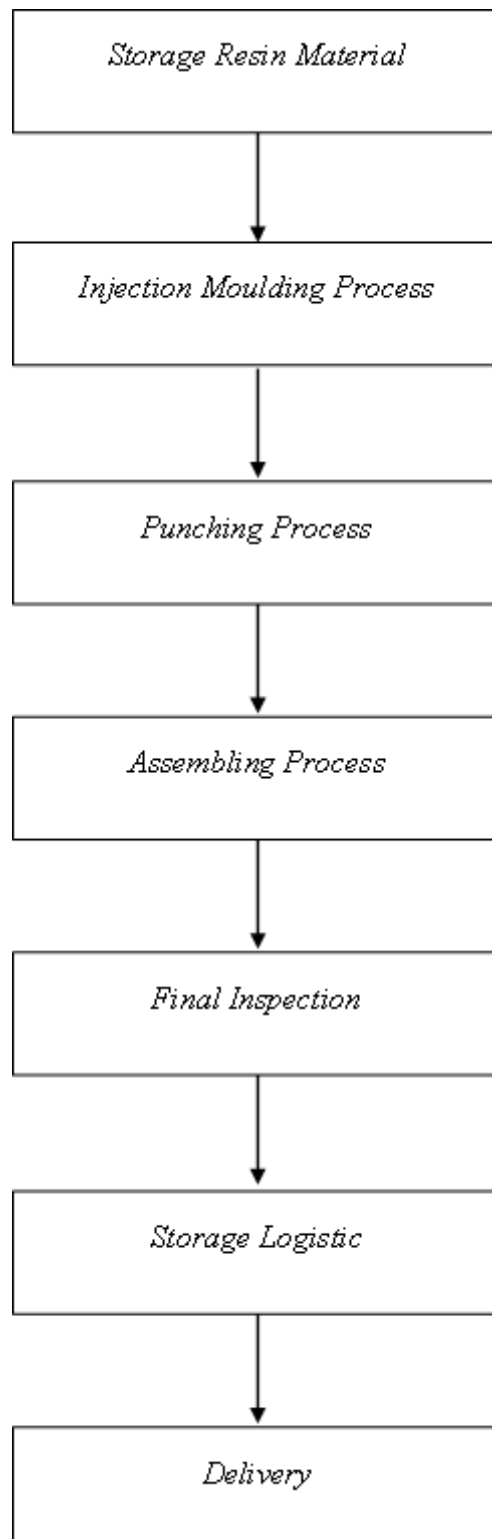 Storage Resin Material
Injection Moulding Process
Punching Process
Assembling Process
Final Inspection
Storage Logistic
Delivery